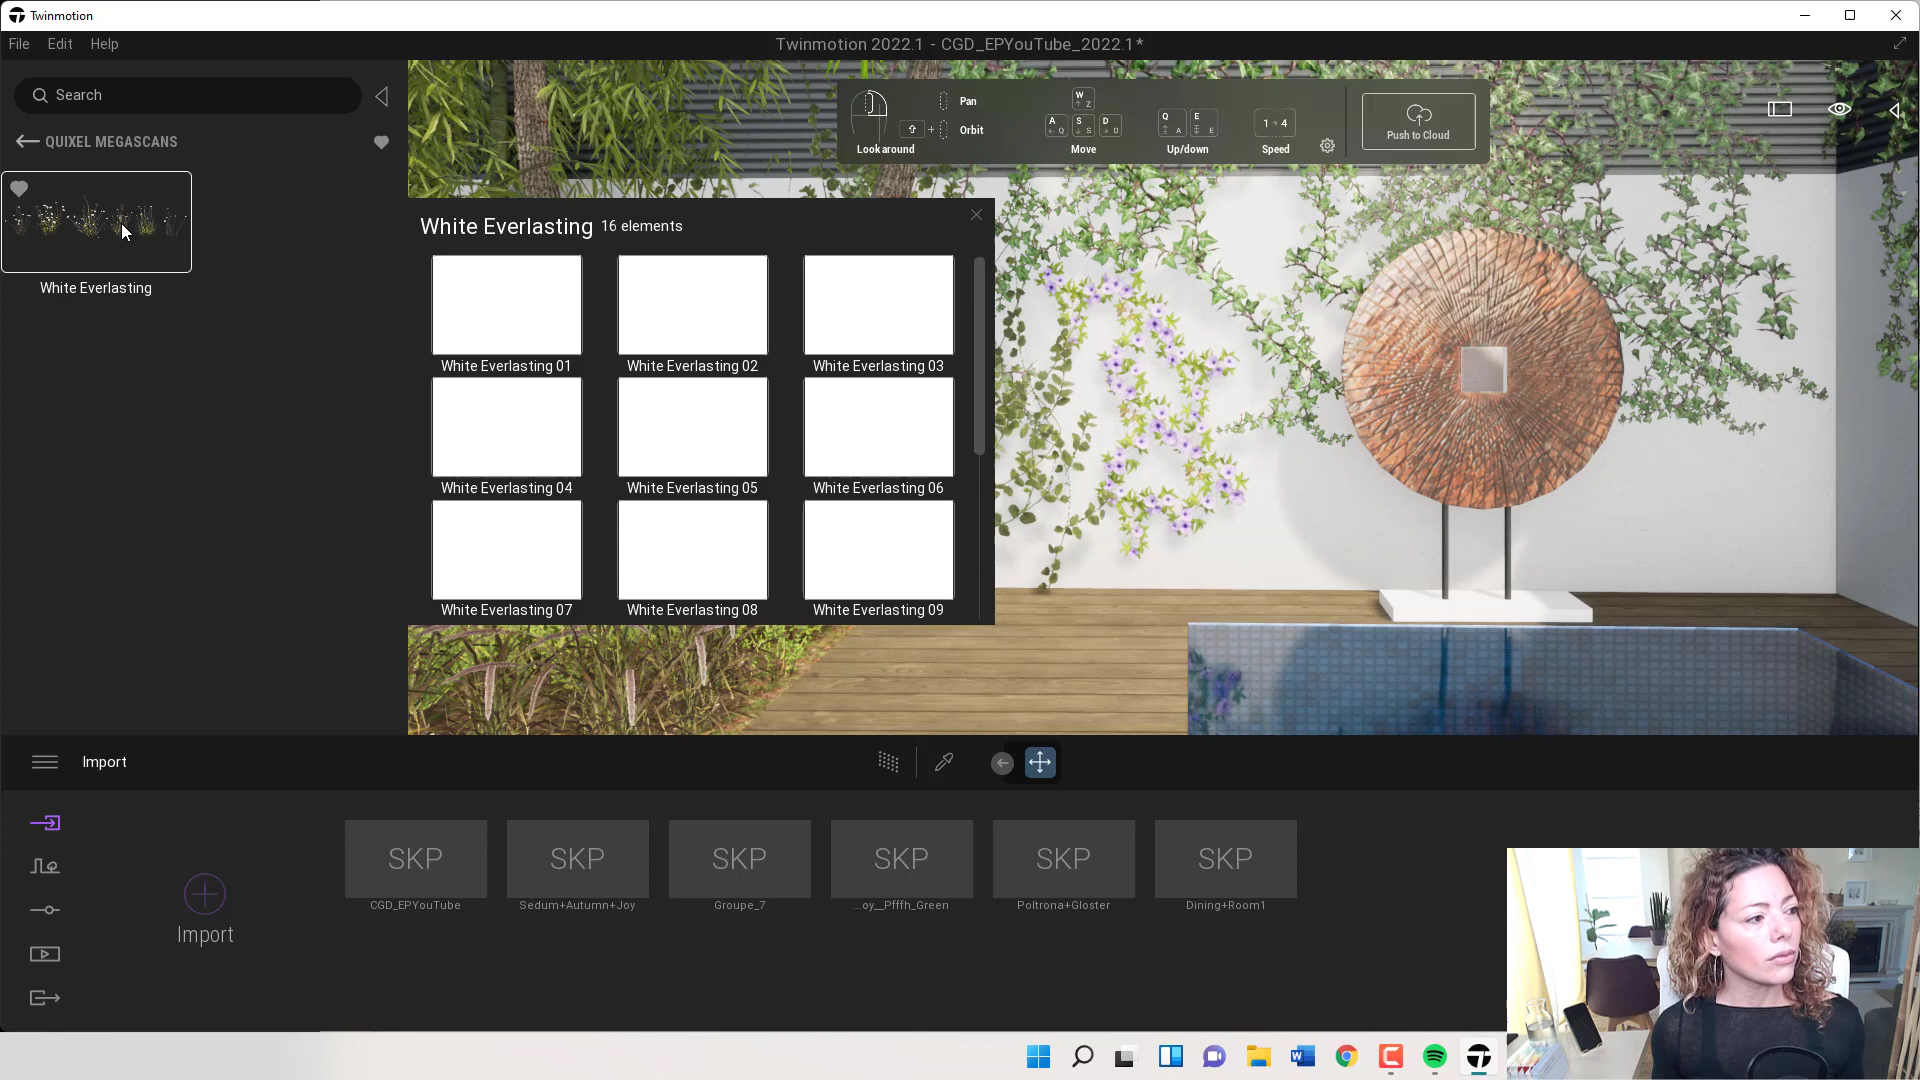 Twinmotion
File Edit Help
Twinmotion 2022.1 - CGD_EPYouTube_2022.1*
Search
QUIXEL MEGASCANS
White Everlasting
Look around
+
Pan
Orbit
W
Z
A
Q
S
S
D
D
Move
Q
A
E
E
Up/down
1 4
Speed
Push to Cloud
White Everlasting 16 elements
White Everlasting 01
White Everlasting 02
White Everlasting 03
White Everlasting 04
White Everlasting 05
White Everlasting 06
White Everlasting 07
White Everlasting 08
White Everlasting 09
Import
Import
SKP
CGD_EPYouTube
SKP
Sedum+Autumn+Joy
SKP
Groupe_7
SKP
...oy__Pfffh_Green
SKP
Poltrona+Gloster
SKP
Dining+Room1